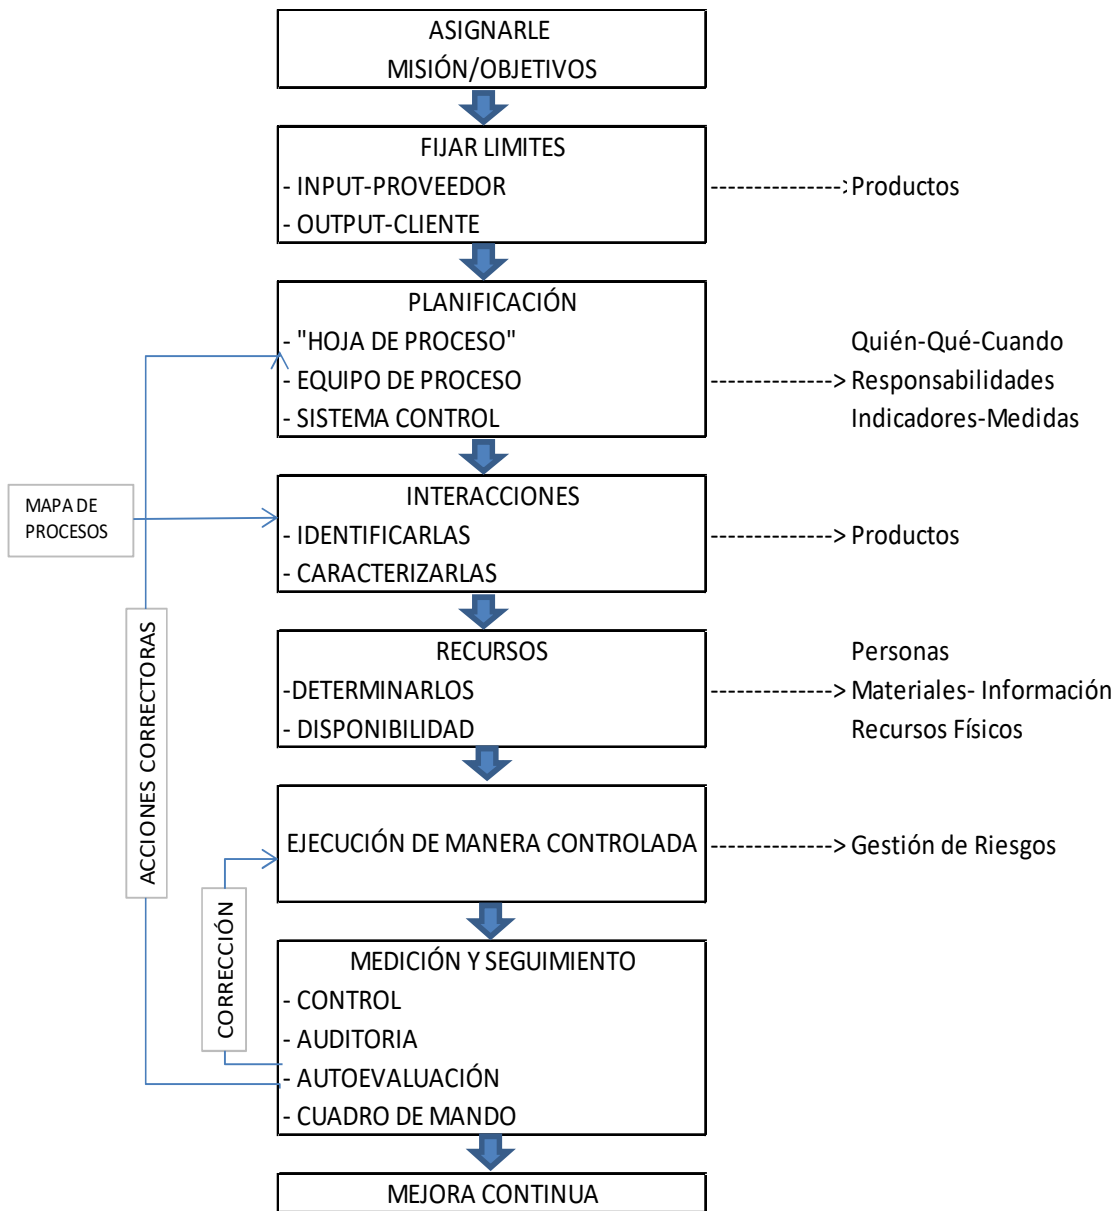 ASIGNARLE
MISIÓN/OBJETIVOS
FIJAR LIMITES
- INPUT-PROVEEDOR
- OUTPUT-CLIENTE
Productos
PLANIFICACIÓN
- "HOJA DE PROCESO"
- EQUIPO DE PROCESO
- SISTEMA CONTROL
Quién-Qué-Cuando
Responsabilidades
Indicadores-Medidas
MAPA DE
PROCESOS
INTERACCIONES
- IDENTIFICARLAS
- CARACTERIZARLAS
Productos
RECURSOS
-DETERMINARLOS
- DISPONIBILIDAD
Personas
Materiales- Información
Recursos Físicos
ACCIONES CORRECTORAS
EJECUCIÓN DE MANERA CONTROLADA
Gestión de Riesgos
CORRECCIÓN
MEDICIÓN Y SEGUIMIENTO
- CONTROL
- AUDITORIA
- AUTOEVALUACIÓN
- CUADRO DE MANDO
MEJORA CONTINUA